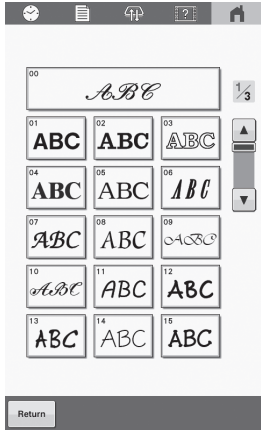 ?
00
ABC
1/3
01 02 03
ABC ABC ABC
04 05 06
ABC ABC ABC
07 08 09
ABC ABC ABC
10 11 12
ABC ABC ABC
13 14 15
ABC ABC ABC
Return